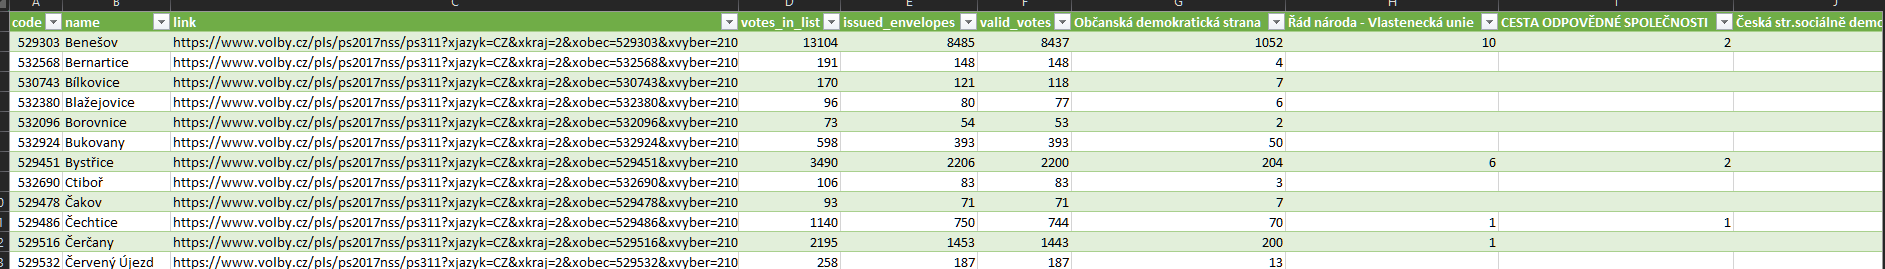 A B C D E F G H I J
code name link votes_in_list issued_envelopes valid_votes Občanská demokratická strana Řád národa - Vlastenecká unie CESTA ODPOVĚDNÉ SPOLEČNOSTI Česká str.sociálně demo
529303 Benešov https://www.volby.cz/pls/ps2017nss/ps311?xjazyk=CZ&xkraj=2&xobec=529303&xvyber=210 13104 8485 8437 1052 10 2
532568 Bernartice https://www.volby.cz/pls/ps2017nss/ps311?xjazyk=CZ&xkraj=2&xobec=532568&xvyber=210 191 148 148 4
530743 Bílkovice https://www.volby.cz/pls/ps2017nss/ps311?xjazyk=CZ&xkraj=2&xobec=530743&xvyber=210 170 121 118 7
532380 Blažejovice https://www.volby.cz/pls/ps2017nss/ps311?xjazyk=CZ&xkraj=2&xobec=532380&xvyber=210 96 80 77 6
532096 Borovnice https://www.volby.cz/pls/ps2017nss/ps311?xjazyk=CZ&xkraj=2&xobec=532096&xvyber=210 73 54 53 2
532924 Bukovany https://www.volby.cz/pls/ps2017nss/ps311?xjazyk=CZ&xkraj=2&xobec=532924&xvyber=210 598 393 393 50
529451 Bystřice https://www.volby.cz/pls/ps2017nss/ps311?xjazyk=CZ&xkraj=2&xobec=529451&xvyber=210 3490 2206 2200 204 6 2
532690 Ctiboř https://www.volby.cz/pls/ps2017nss/ps311?xjazyk=CZ&xkraj=2&xobec=532690&xvyber=210 106 83 83 3
529478 Čakov https://www.volby.cz/pls/ps2017nss/ps311?xjazyk=CZ&xkraj=2&xobec=529478&xvyber=210 93 71 71 7
529486 Čechtice https://www.volby.cz/pls/ps2017nss/ps311?xjazyk=CZ&xkraj=2&xobec=529486&xvyber=210 1140 750 744 70 1 1
529516 Čerčany https://www.volby.cz/pls/ps2017nss/ps311?xjazyk=CZ&xkraj=2&xobec=529516&xvyber=210 2195 1453 1443 200 1
529532 Červený Újezd https://www.volby.cz/pls/ps2017nss/ps311?xjazyk=CZ&xkraj=2&xobec=529532&xvyber=210 258 187 187 13